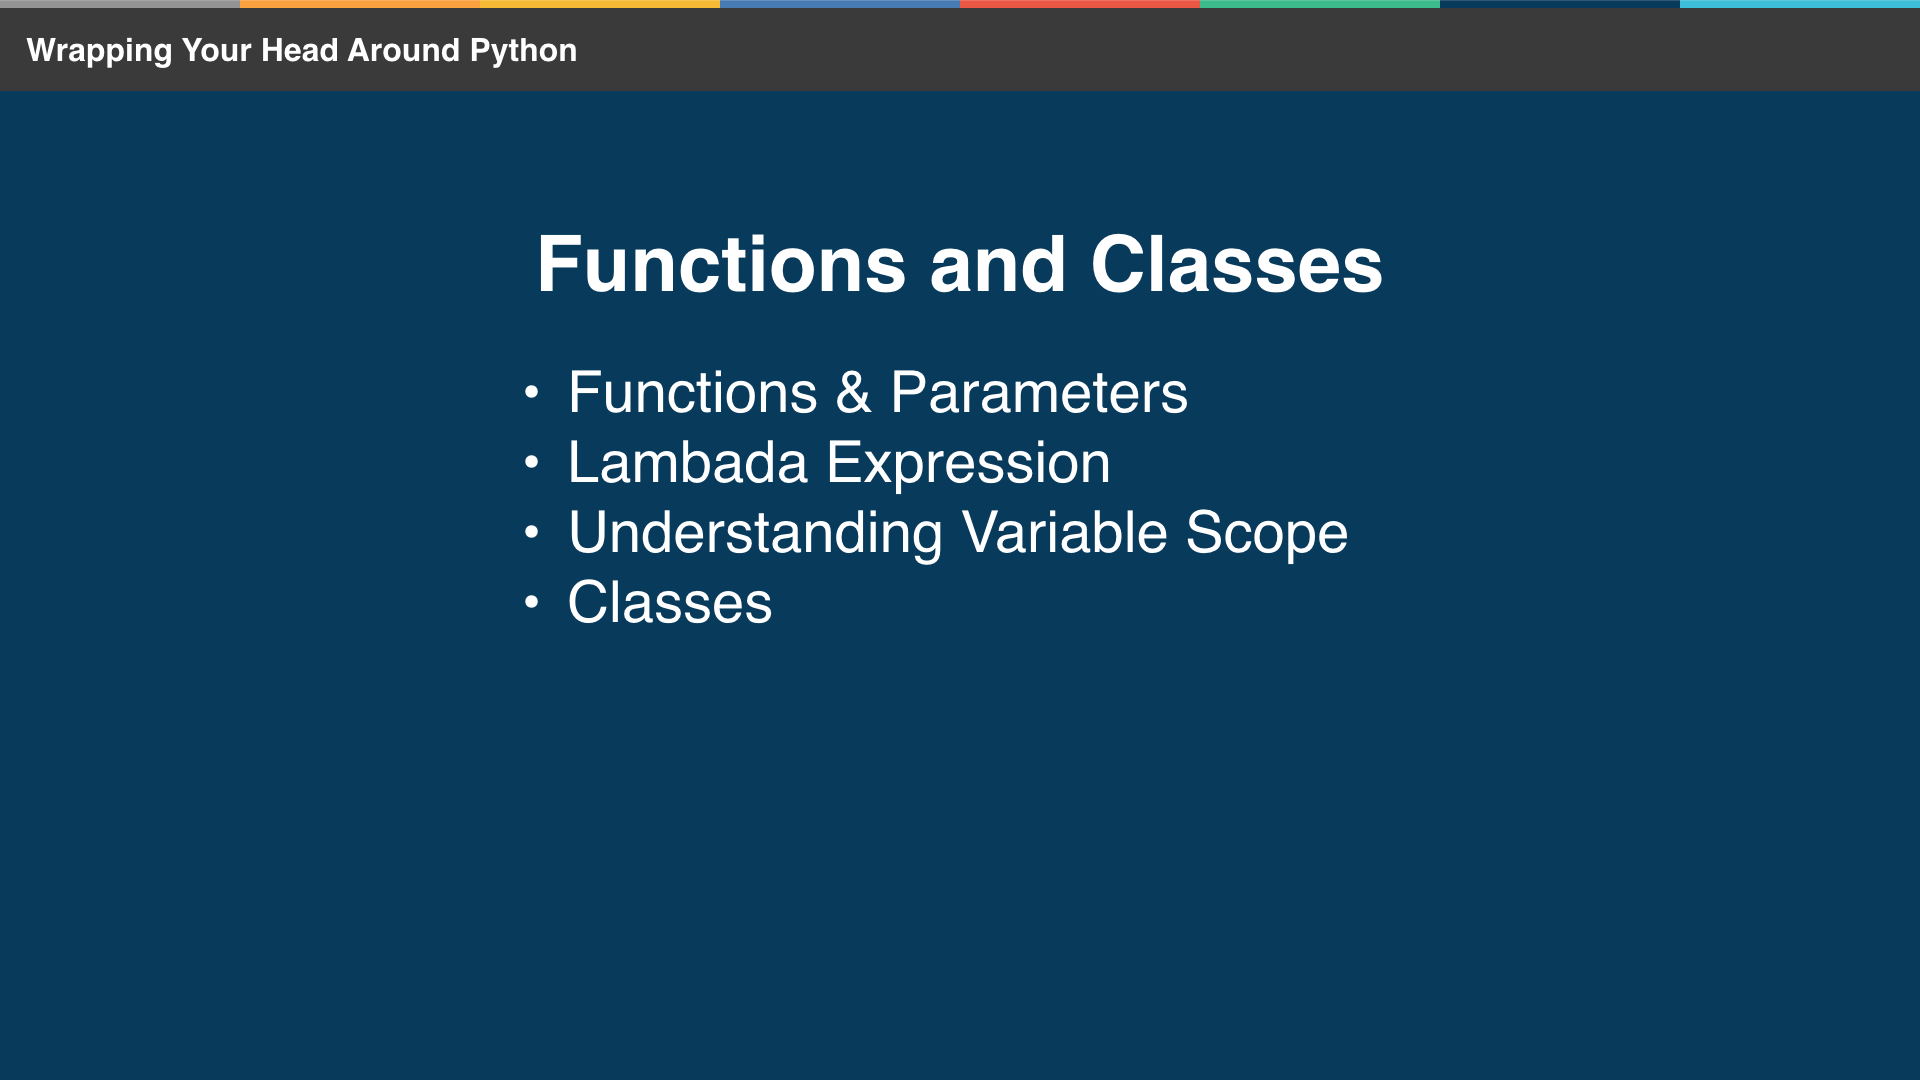 Wrapping Your Head Around Python
Functions and Classes
• Functions & Parameters
• Lambada Expression
• Understanding Variable Scope
• Classes